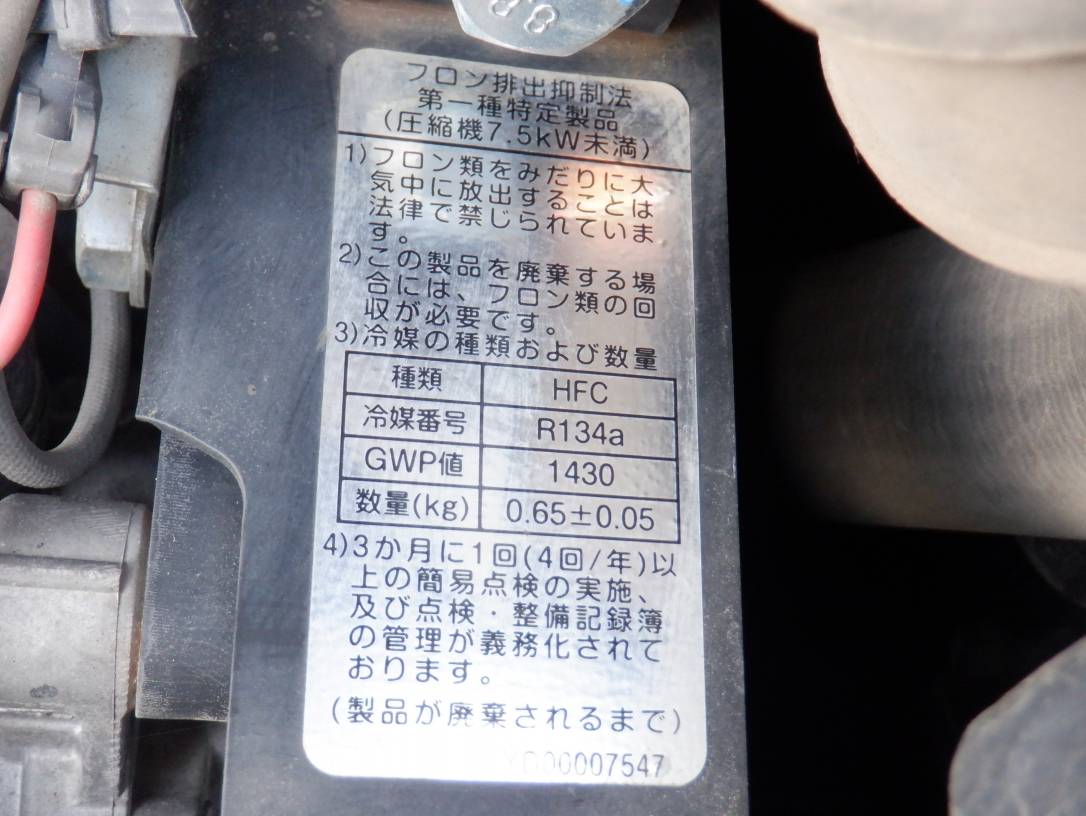 フロン排出抑制法
第一種特定製品
(圧縮機7.5kW未満)
1)フロン類をみだりに大
気中に放出することは
法律で禁じられていま
す。
2)この製品を廃棄する場
合には、フロン類の回
収が必要です。
3)冷媒の種類および数量
種類 HFC
冷媒番号 R134a
GWP値 1430
数量(kg) 0.65±0.05
4)3か月に1回(4回/年)以
上の簡易点検の実施、
及び点検・整備記録簿
の管理が義務化されて
おります。
(製品が廃棄されるまで)